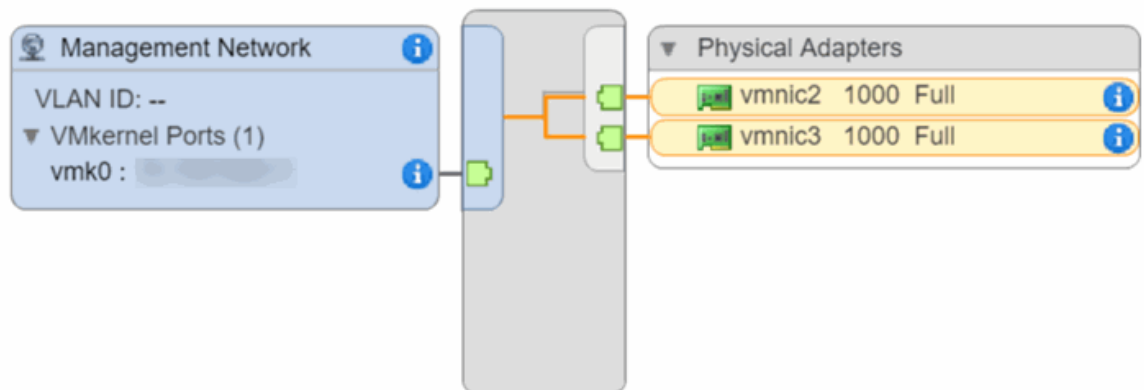 Management Network
VLAN ID: --
VMkernel Ports (1)
vmk0 :
Physical Adapters
vmnic2 1000 Full
vmnic3 1000 Full